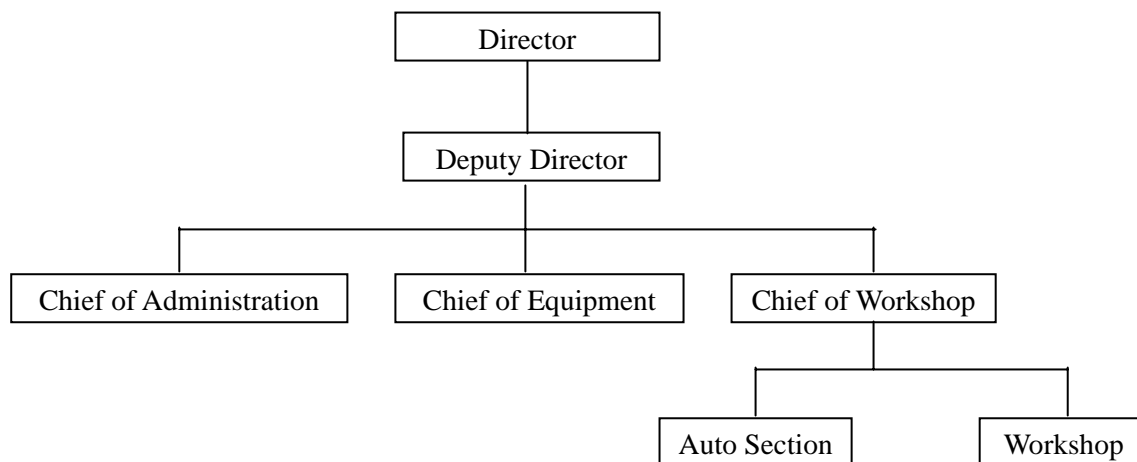 Director
Deputy Director
Chief of Administration
Chief of Equipment
Chief of Workshop
Auto Section
Workshop